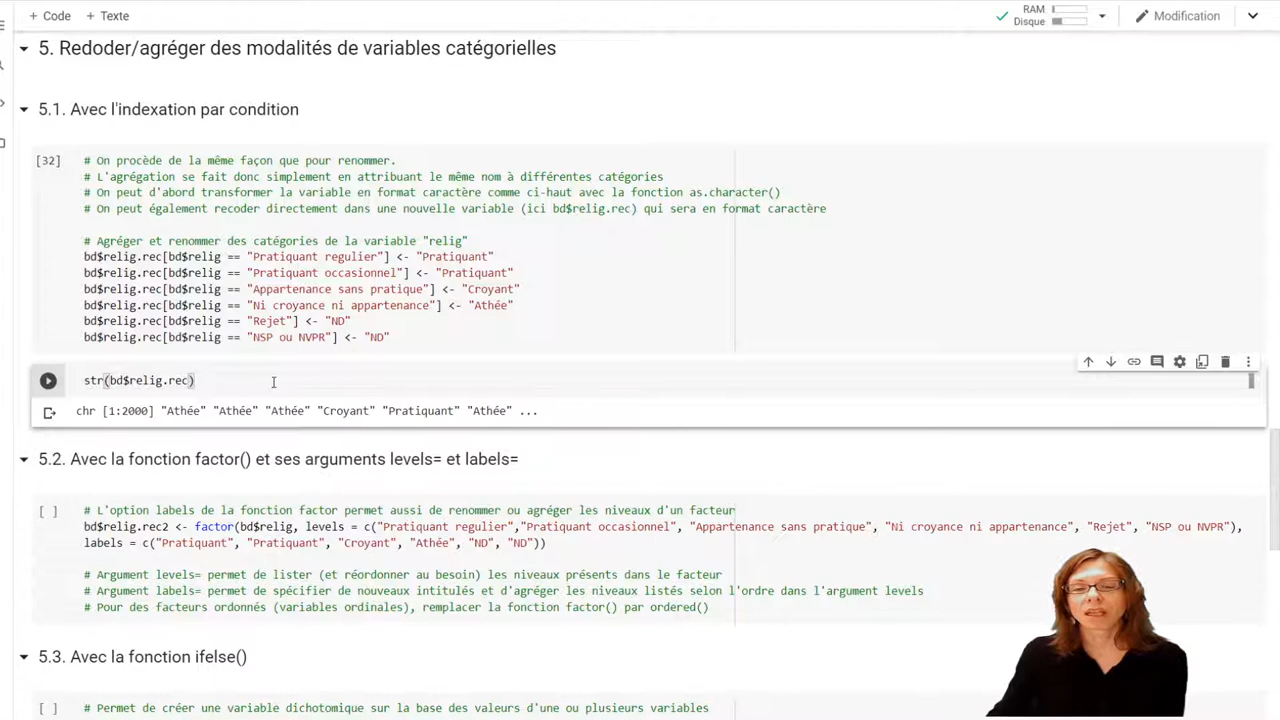 + Code + Texte
RAM
Disque
Modification
5. Redoder/agréger des modalités de variables catégorielles
5.1. Avec l'indexation par condition
[32]
# On procède de la même façon que pour renommer.
# L'agrégation se fait donc simplement en attribuant le même nom à différentes catégories
# On peut d'abord transformer la variable en format caractère comme ci-haut avec la fonction as.character()
# On peut également recoder directement dans une nouvelle variable (ici bd$relig.rec) qui sera en format caractère
# Agréger et renommer des catégories de la variable "relig"
bd$relig.rec[bd$relig == "Pratiquant regulier"] <- "Pratiquant"
bd$relig.rec[bd$relig == "Pratiquant occasionnel"] <- "Pratiquant"
bd$relig.rec[bd$relig == "Appartenance sans pratique"] <- "Croyant"
bd$relig.rec[bd$relig == "Ni croyance ni appartenance"] <- "Athée"
bd$relig.rec[bd$relig == "Rejet"] <- "ND"
bd$relig.rec[bd$relig == "NSP ou NVPR"] <- "ND"
str(bd$relig.rec)
chr [1:2000] "Athée" "Athée" "Athée" "Croyant" "Pratiquant" "Athée" ...
5.2. Avec la fonction factor() et ses arguments levels= et labels=
[ ]
# L'option labels de la fonction factor permet aussi de renommer ou agréger les niveaux d'un facteur
bd$relig.rec2 <- factor(bd$relig, levels = c("Pratiquant regulier","Pratiquant occasionnel", "Appartenance sans pratique", "Ni croyance ni appartenance", "Rejet", "NSP ou NVPR"),
labels = c("Pratiquant", "Pratiquant", "Croyant", "Athée", "ND", "ND"))
# Argument levels= permet de lister (et réordonner au besoin) les niveaux présents dans le facteur
# Argument labels= permet de spécifier de nouveaux intitulés et d'agréger les niveaux listés selon l'ordre dans l'argument levels
# Pour des facteurs ordonnés (variables ordinales), remplacer la fonction factor() par ordered()
5.3. Avec la fonction ifelse()
[ ]
# Permet de créer une variable dichotomique sur la base des valeurs d'une ou plusieurs variables